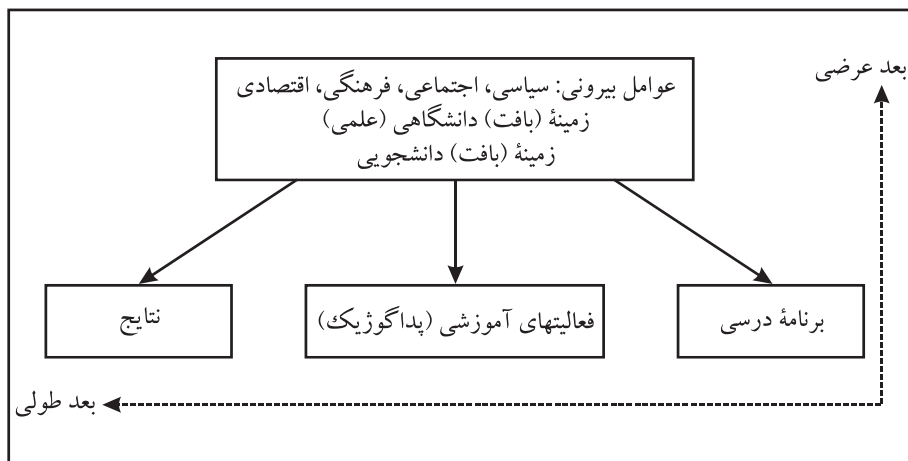 بعد عرضی
عوامل بیرونی: سیاسی، اجتماعی، فرهنگی، اقتصادی
زمینهٔ (بافت) دانشگاهی (علمی)
زمینهٔ (بافت) دانشجویی
برنامهٔ درسی
فعالیتهای آموزشی (پداگوژیک)
نتایج
بعد طولی